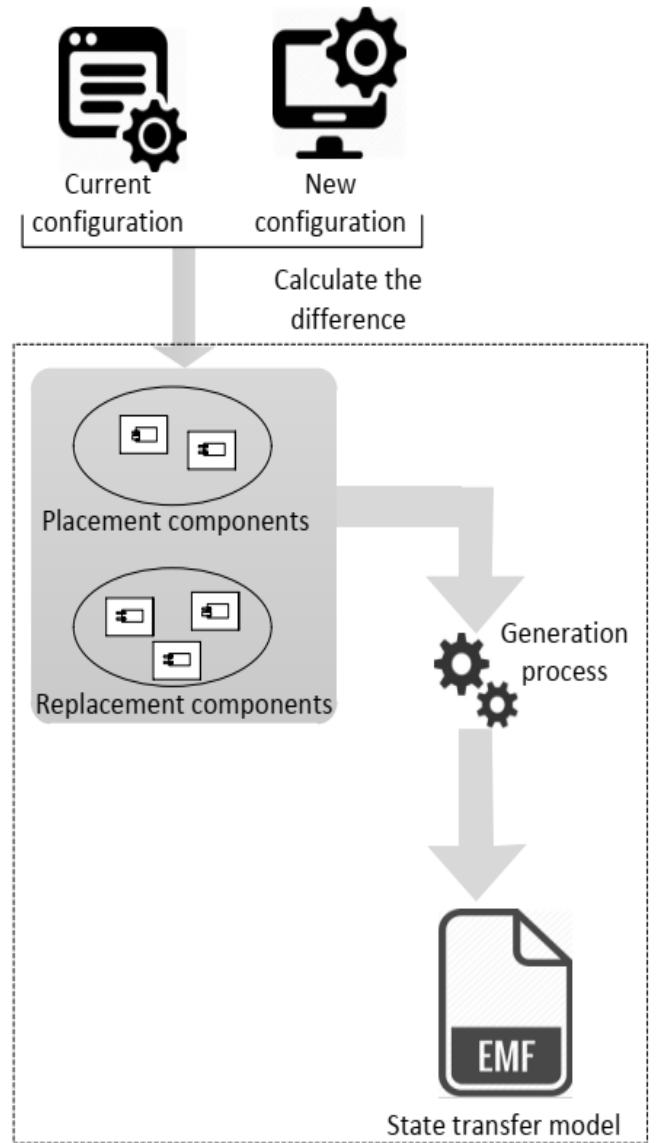 Current
configuration
New
configuration
Calculate the
difference
Placement components
Replacement components
Generation
process
EMF
State transfer model